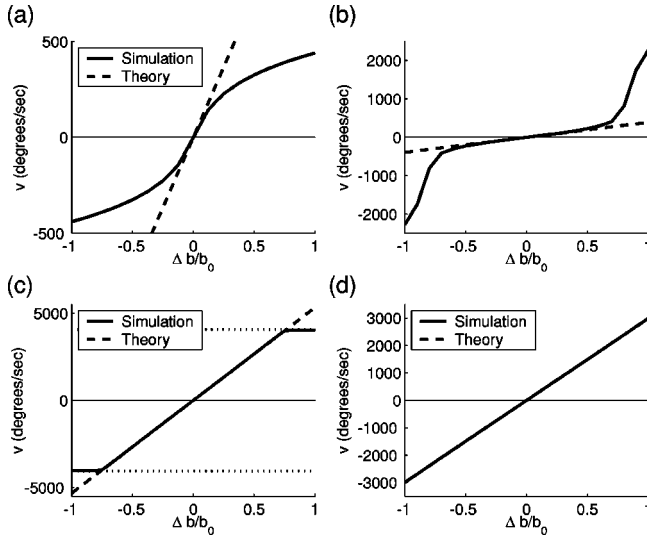 (a)
500
Simulation
Theory
0
-500
v (degrees/sec)
-1 -0.5 0 0.5 1
Δ b/b0
(b)
2000
1000
0
-1000
-2000
v (degrees/sec)
-1 -0.5 0 0.5 1
Δ b/b0
(c)
5000
Simulation
Theory
0
-5000
v (degrees/sec)
-1 -0.5 0 0.5 1
Δ b/b0
(d)
3000
Simulation
Theory
2000
1000
0
-1000
-2000
-3000
v (degrees/sec)
-1 -0.5 0 0.5 1
Δ b/b0